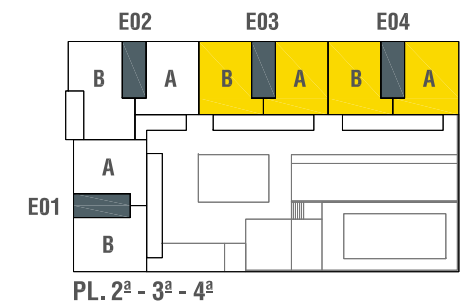 E02 E03 E04
B A B A B A
A
E01
B
PL. 2ª - 3ª - 4ª